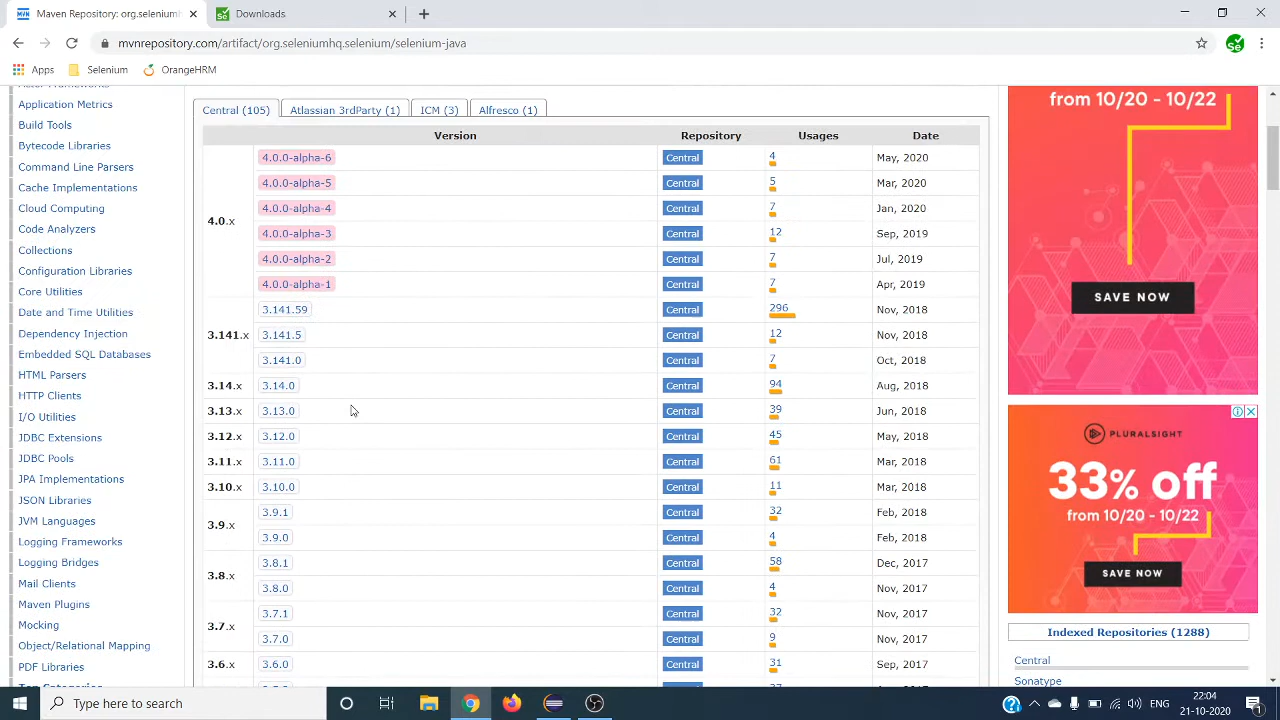 Maven Repository: org.seleniumh
Downloads
mvnrepository.com/artifact/org.seleniumhq.selenium/selenium-java
Apps
Selenium
OrangeHRM
Application Metrics
Build Tools
Bytecode Libraries
Command Line Parsers
Cache Implementations
Cloud Computing
Code Analyzers
Collections
Configuration Libraries
Core Utilities
Date and Time Utilities
Dependency Injection
Embedded SQL Databases
HTML Parsers
HTTP Clients
I/O Utilities
JDBC Extensions
JDBC Pools
JPA Implementations
JSON Libraries
JVM Languages
Logging Frameworks
Logging Bridges
Mail Clients
Maven Plugins
Mocking
Object/Relational Mapping
PDF Libraries
Central (105) Atlassian 3rdParty (1) ICM (3) Alfresco (1)
Version Repository Usages Date
4.0.x
4.0.0-alpha-6 Central 4 May, 2020
4.0.0-alpha-5 Central 5 Mar, 2020
4.0.0-alpha-4 Central 7 Jan, 2020
4.0.0-alpha-3 Central 12 Sep, 2019
4.0.0-alpha-2 Central 7 Jul, 2019
4.0.0-alpha-1 Central 7 Apr, 2019
3.141.x
3.141.59 Central 296 Nov, 2018
3.141.5 Central 12 Nov, 2018
3.141.0 Central 7 Oct, 2018
3.14.x 3.14.0 Central 94 Aug, 2018
3.13.x 3.13.0 Central 39 Jun, 2018
3.12.x 3.12.0 Central 45 May, 2018
3.11.x 3.11.0 Central 61 Mar, 2018
3.10.x 3.10.0 Central 11 Mar, 2018
3.9.x
3.9.1 Central 32 Feb, 2018
3.9.0 Central 4 Feb, 2018
3.8.x
3.8.1 Central 58 Dec, 2017
3.8.0 Central 4 Nov, 2017
3.7.x
3.7.1 Central 32 Nov, 2017
3.7.0 Central 9 Nov, 2017
3.6.x 3.6.0 Central 31 Sep, 2017
from 10/20 - 10/22
SAVE NOW
PLURALSIGHT
33% off
from 10/20 - 10/22
SAVE NOW
Indexed Repositories (1288)
Central
Sonatype
Type here to search
ENG
22:04
21-10-2020